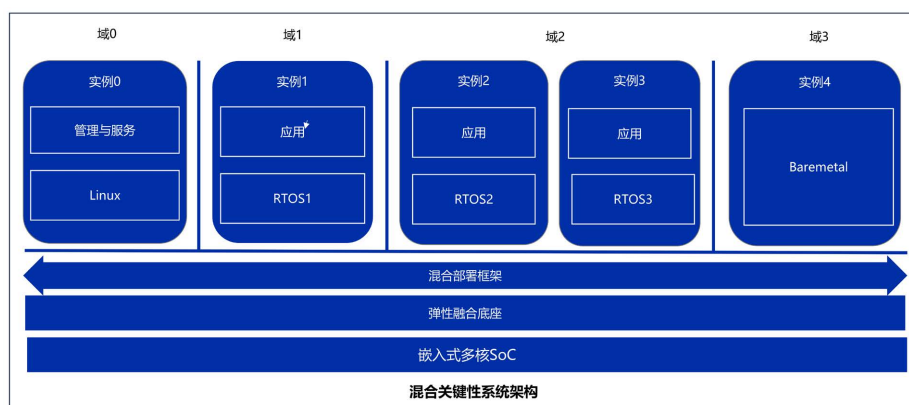 域0
域1
域2
域3
实例0
实例1
实例2
实例3
实例4
管理与服务
应用
应用
应用
Baremetal
Linux
RTOS1
RTOS2
RTOS3
混合部署框架
弹性融合底座
嵌入式多核SoC
混合关键性系统架构